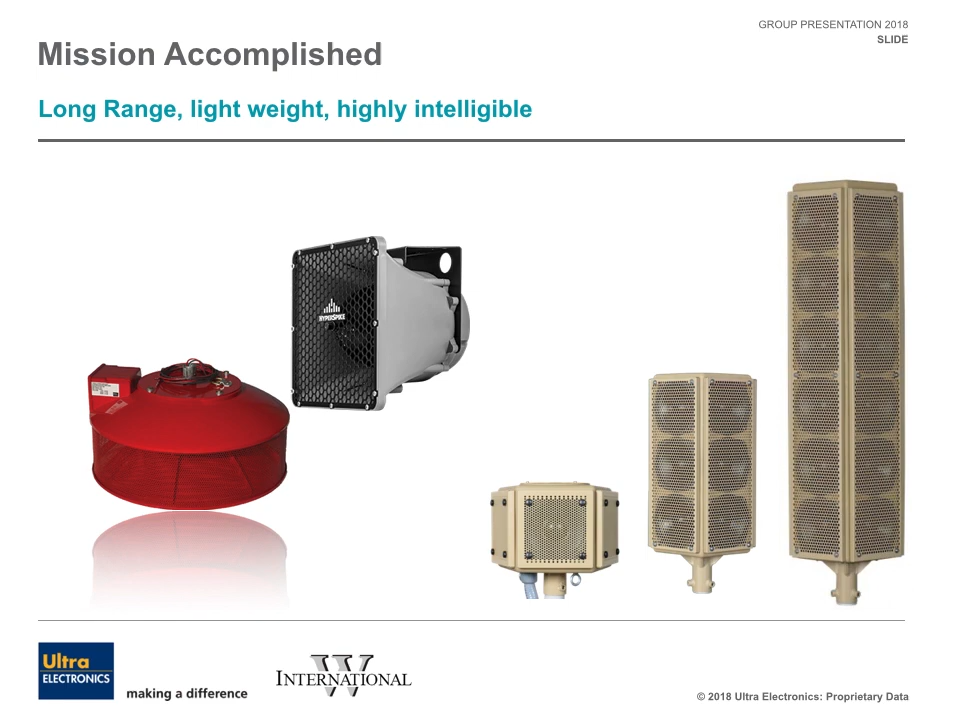 GROUP PRESENTATION 2018
SLIDE
Mission Accomplished
Long Range, light weight, highly intelligible
HYPERSPIKE
Ultra
ELECTRONICS
making a difference
W
INTERNATIONAL
© 2018 Ultra Electronics: Proprietary Data